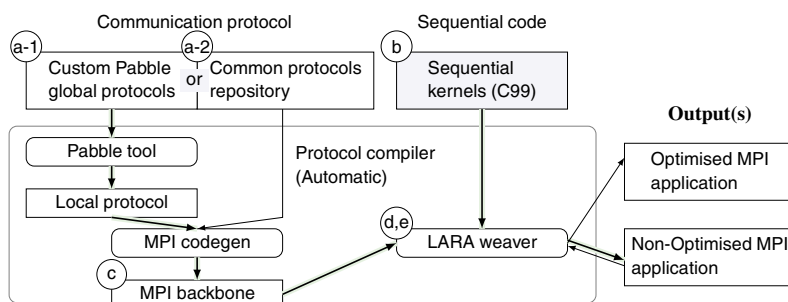 Communication protocol
Sequential code
a-1
a-2
b
Custom Pabble
global protocols
or
Common protocols
repository
Sequential
kernels (C99)
Output(s)
Pabble tool
Protocol compiler
(Automatic)
Optimised MPI
application
Local protocol
d,e
MPI codegen
LARA weaver
Non-Optimised MPI
application
c
MPI backbone